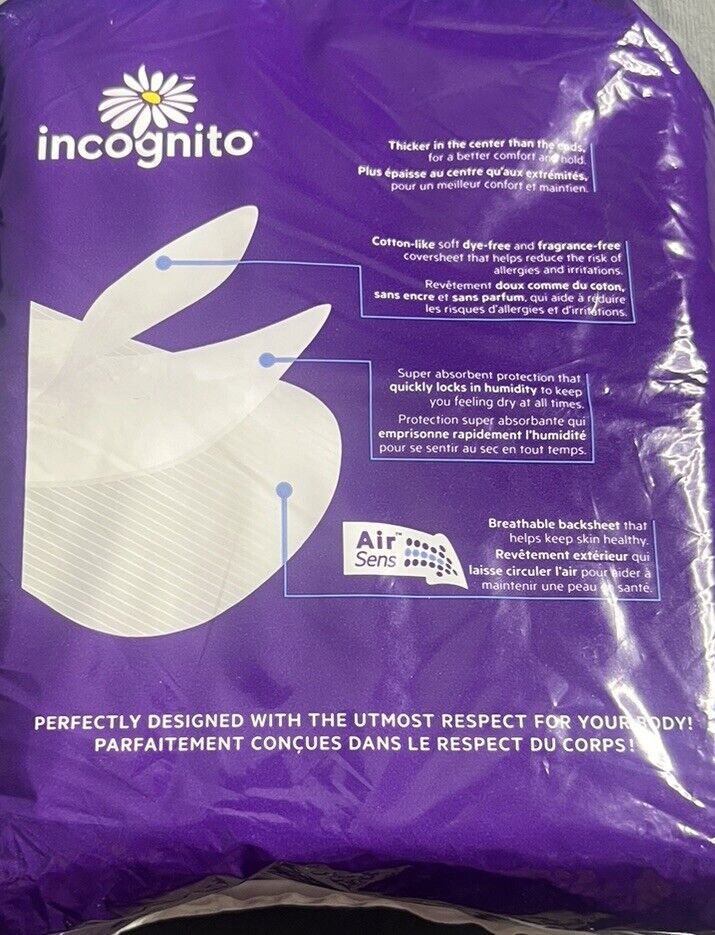 incognito
Thicker in the center than the ends,
for a better comfort and hold.
Plus épaisse au centre qu'aux extrémités,
pour un meilleur confort et maintien.
Cotton-like soft dye-free and fragrance-free
coversheet that helps reduce the risk of
allergies and irritations.
Revêtement doux comme du coton,
sans encre et sans parfum, qui aide à réduire
les risques d'allergies et d'irritations.
Super absorbent protection that
quickly locks in humidity to keep
you feeling dry at all times.
Protection super absorbante qui
emprisonne rapidement l'humidité
pour se sentir au sec en tout temps.
Air™
Sens
Breathable backsheet that
helps keep skin healthy.
Revêtement extérieur qui
laisse circuler l'air pour aider à
maintenir une peau en santé.
PERFECTLY DESIGNED WITH THE UTMOST RESPECT FOR YOUR BODY!
PARFAITEMENT CONÇUES DANS LE RESPECT DU CORPS!